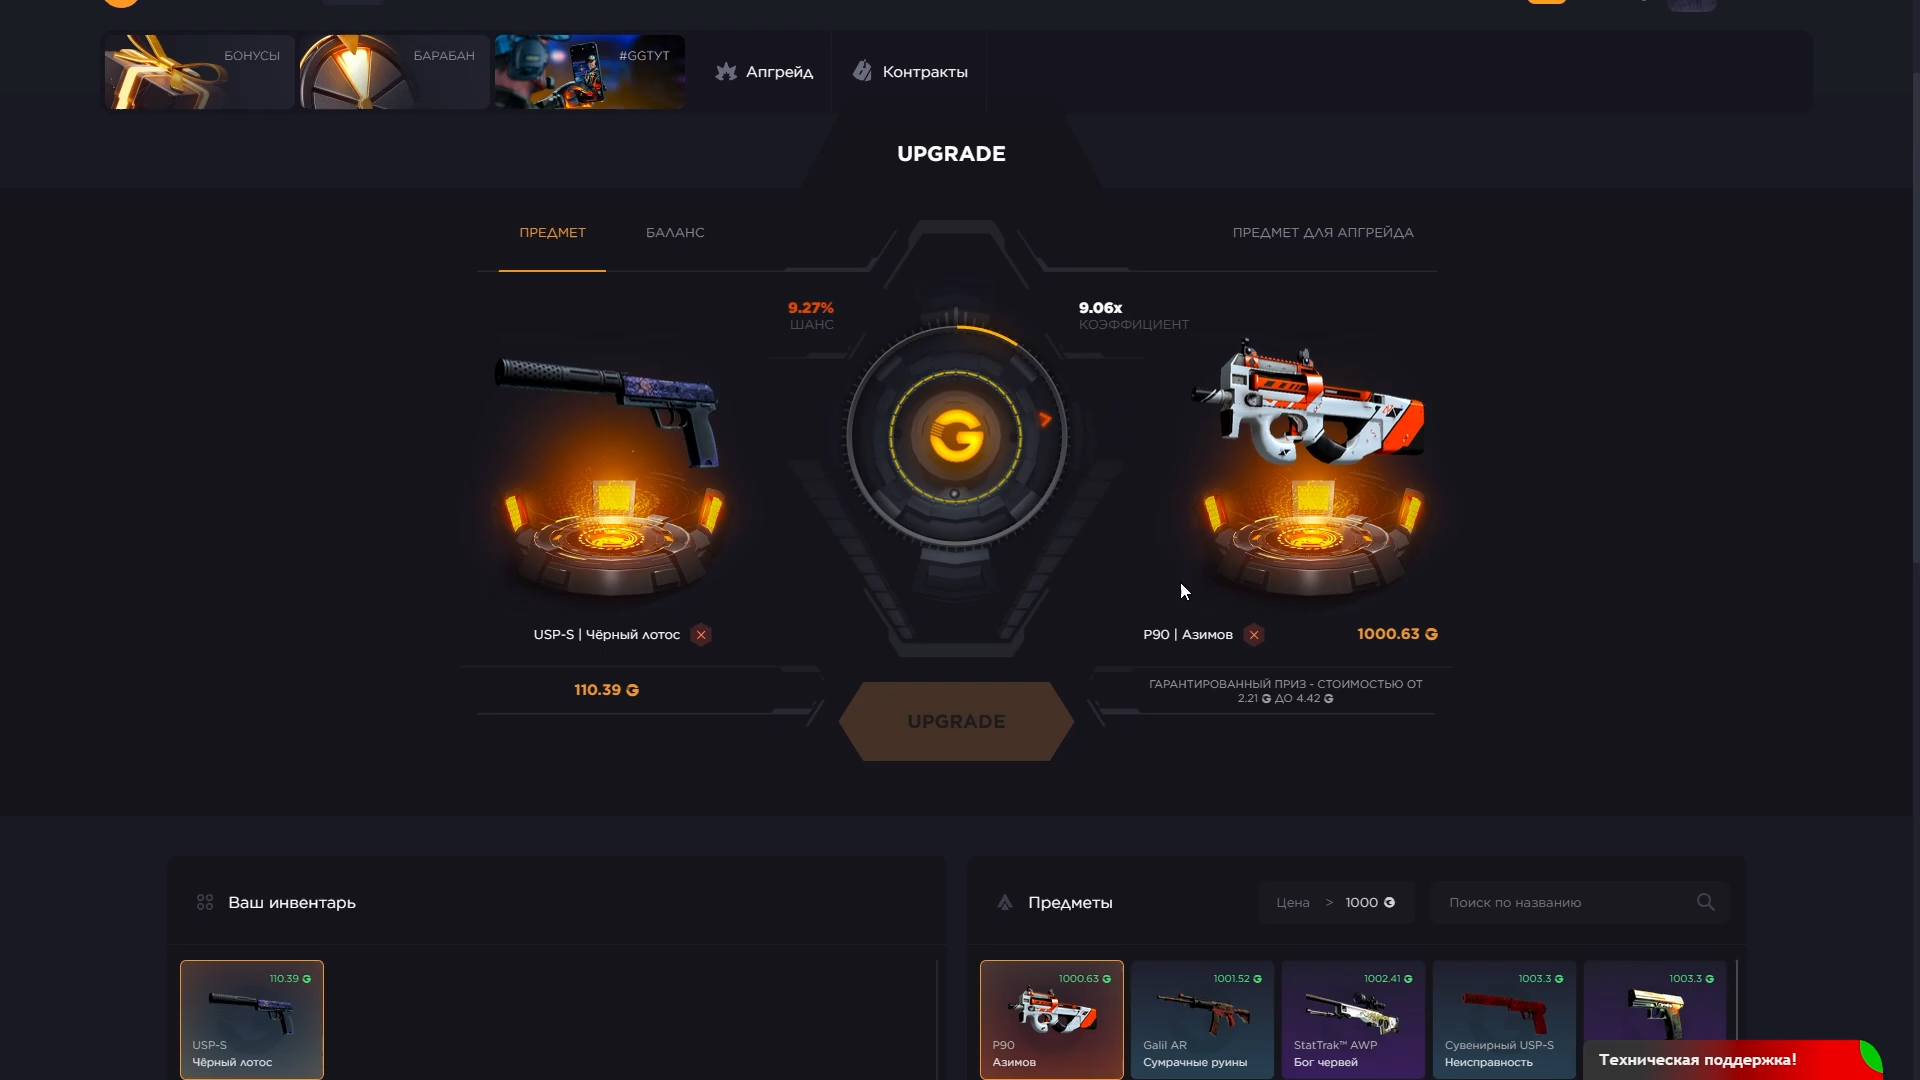 БОНУСЫ
БАРАБАН
#GGТУТ
Апгрейд
Контракты
UPGRADE
ПРЕДМЕТ
БАЛАНС
ПРЕДМЕТ ДЛЯ АПГРЕЙДА
9.27%
ШАНС
9.06x
КОЭФФИЦИЕНТ
USP-S | Чёрный лотос
P90 | Азимов
1000.63 G
110.39 G
ГАРАНТИРОВАННЫЙ ПРИЗ - СТОИМОСТЬЮ ОТ
2.21 G ДО 4.42 G
UPGRADE
Ваш инвентарь
Предметы
Цена > 1000 G
Поиск по названию
110.39 G
USP-S
Чёрный лотос
1000.63 G
P90
Азимов
1001.52 G
Galil AR
Сумрачные руины
1002.41 G
StatTrak™ AWP
Бог червей
1003.3 G
Сувенирный USP-S
Неисправность
1003.3 G
Техническая поддержка!